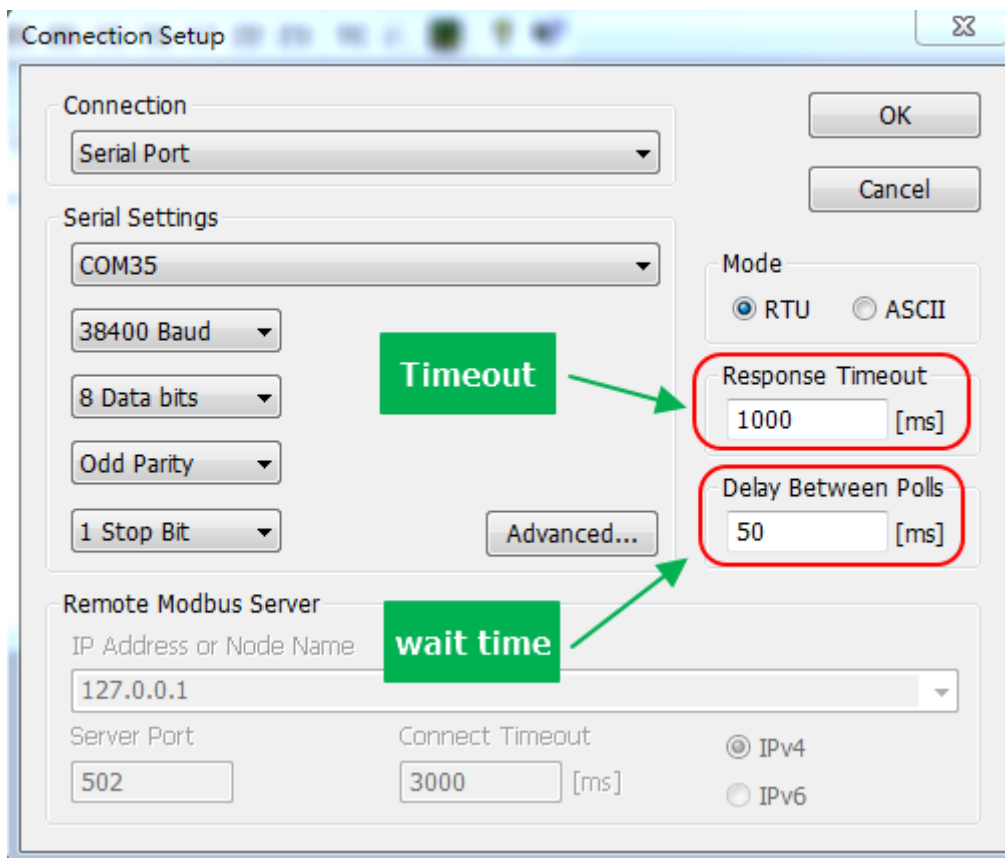 Connection Setup
Connection
OK
Serial Port
Cancel
Serial Settings
COM35
Mode
RTU
ASCII
38400 Baud
Timeout
Response Timeout
8 Data bits
1000
[ms]
Odd Parity
Delay Between Polls
1 Stop Bit
Advanced...
50
[ms]
Remote Modbus Server
wait time
IP Address or Node Name
127.0.0.1
Server Port
Connect Timeout
IPv4
502
3000
[ms]
IPv6